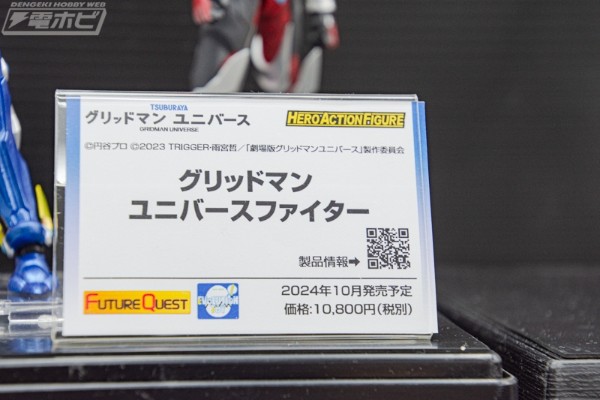 DENGEKI HOBBY WEB
電ホビ
TSUBURAYA
グリッドマン ユニバース
GRIDMAN UNIVERSE
HERO ACTION FIGURE
©円谷プロ ©2023 TRIGGER・雨宮哲／「劇場版グリッドマンユニバース」製作委員会
グリッドマン
ユニバースファイター
製品情報➡
FUTURE QUEST
EVOLUTION
2024年10月発売予定
価格:10,800円(税別)